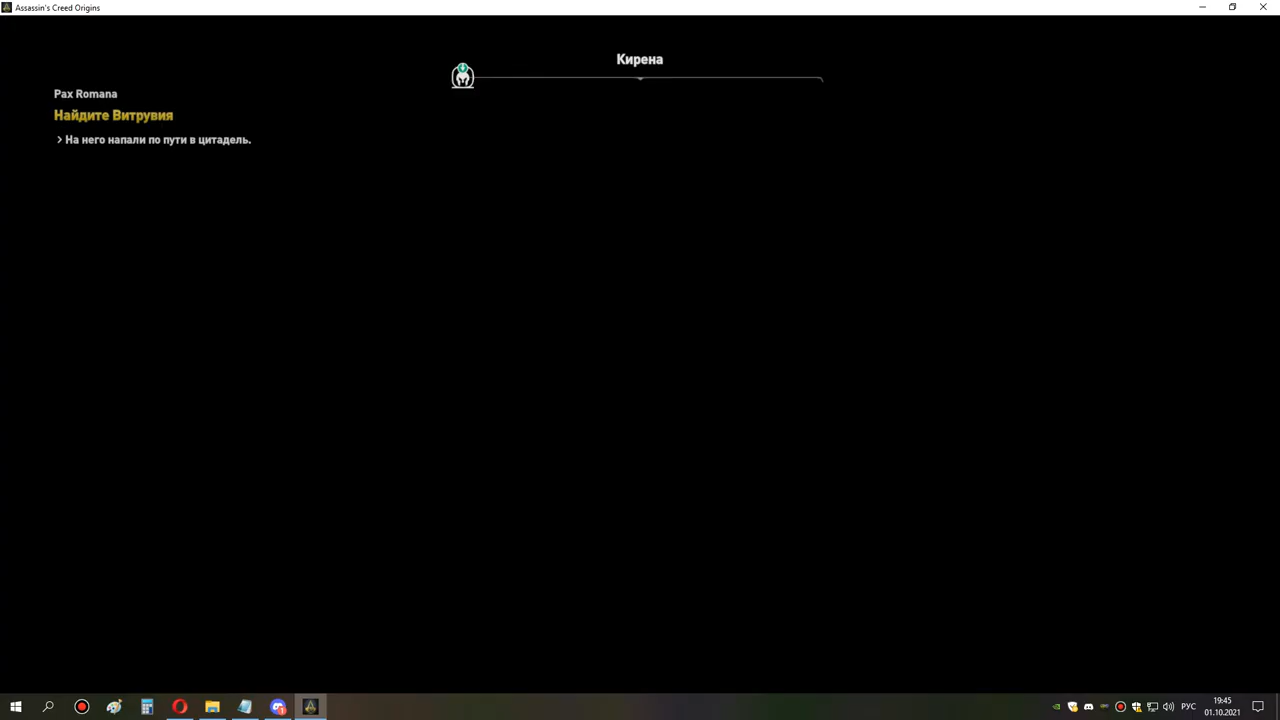 Assassin's Creed Origins
Кирена
Pax Romana
Найдите Витрувия
На него напали по пути в цитадель.
19:45
РУС
01.10.2021